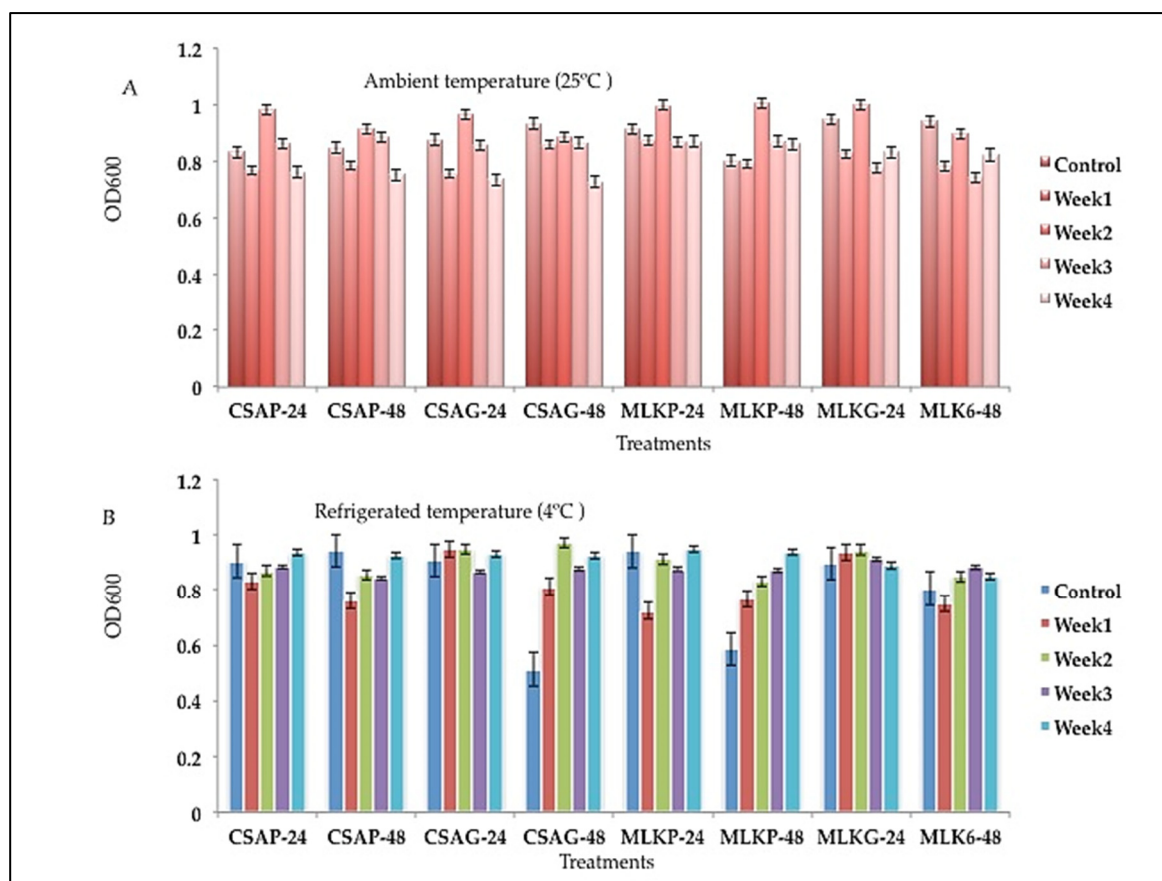 A
Ambient temperature (25ºC )
OD600
1.2
1
0.8
0.6
0.4
0.2
0
CSAP-24 CSAP-48 CSAG-24 CSAG-48 MLKP-24 MLKP-48 MLKG-24 MLK6-48
Treatments
Control
Week1
Week2
Week3
Week4
B
Refrigerated temperature (4ºC )
OD600
1.2
1
0.8
0.6
0.4
0.2
0
CSAP-24 CSAP-48 CSAG-24 CSAG-48 MLKP-24 MLKP-48 MLKG-24 MLK6-48
Treatments
Control
Week1
Week2
Week3
Week4